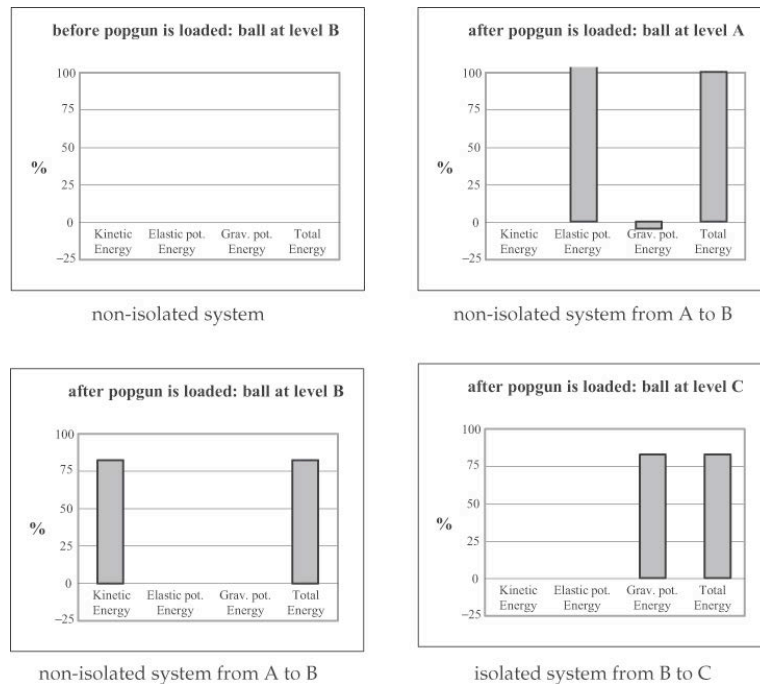 before popgun is loaded: ball at level B
100
75
50
%
25
0
Kinetic Energy
Elastic pot. Energy
Grav. pot. Energy
Total Energy
–25
non-isolated system
after popgun is loaded: ball at level A
100
75
50
%
25
0
Kinetic Energy
Elastic pot. Energy
Grav. pot. Energy
Total Energy
–25
non-isolated system from A to B
after popgun is loaded: ball at level B
100
75
50
%
25
0
Kinetic Energy
Elastic pot. Energy
Grav. pot. Energy
Total Energy
–25
non-isolated system from A to B
after popgun is loaded: ball at level C
100
75
50
%
25
0
Kinetic Energy
Elastic pot. Energy
Grav. pot. Energy
Total Energy
–25
isolated system from B to C